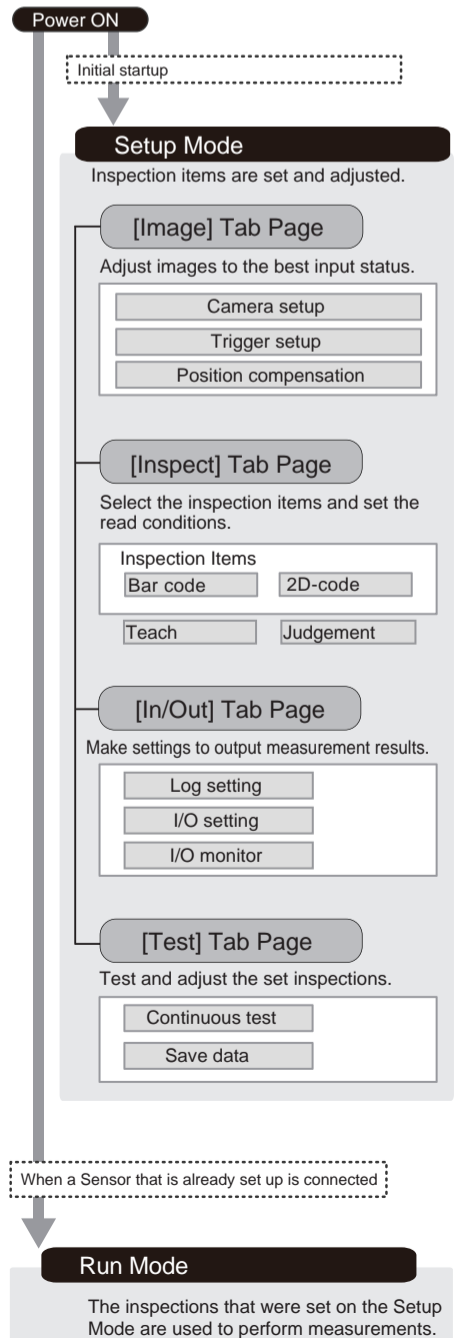 Power ON
Initial startup
Setup Mode
Inspection items are set and adjusted.
[Image] Tab Page
Adjust images to the best input status.
Camera setup
Trigger setup
Position compensation
[Inspect] Tab Page
Select the inspection items and set the
read conditions.
Inspection Items
Bar code
2D-code
Teach
Judgement
[In/Out] Tab Page
Make settings to output measurement results.
Log setting
I/O setting
I/O monitor
[Test] Tab Page
Test and adjust the set inspections.
Continuous test
Save data
When a Sensor that is already set up is connected
Run Mode
The inspections that were set on the Setup
Mode are used to perform measurements.